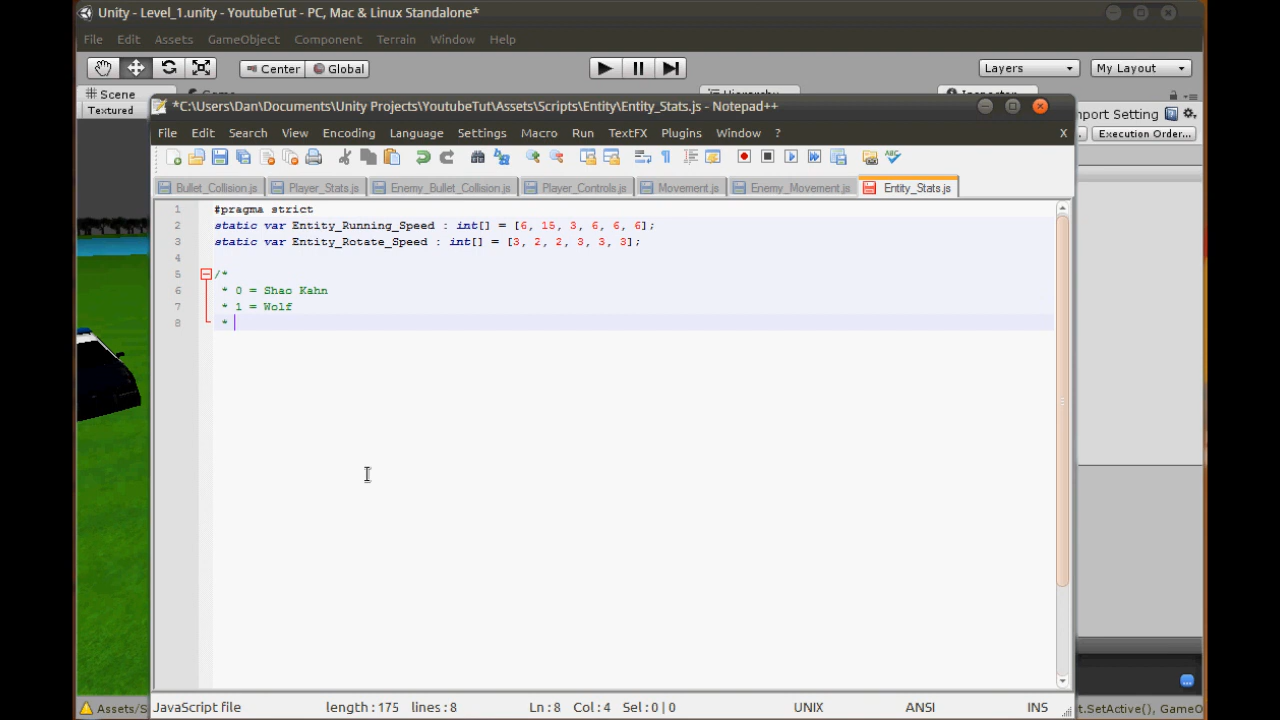 Unity - Level_1.unity - YoutubeTut - PC, Mac & Linux Standalone*
File Edit Assets GameObject Component Terrain Window Help
Center Global Layers My Layout
Scene
Textured
*C:\Users\Dan\Documents\Unity Projects\YoutubeTut\Assets\Scripts\Entity\Entity_Stats.js - Notepad++
File Edit Search View Encoding Language Settings Macro Run TextFX Plugins Window ? X
mport Setting
Execution Order...
Bullet_Collision.js Player_Stats.js Enemy_Bullet_Collision.js Player_Controls.js Movement.js Enemy_Movement.js Entity_Stats.js
1 #pragma strict
2 static var Entity_Running_Speed : int[] = [6, 15, 3, 6, 6, 6];
3 static var Entity_Rotate_Speed : int[] = [3, 2, 2, 3, 3, 3];
4
5 /*
6 * 0 = Shao Kahn
7 * 1 = Wolf
8 *
JavaScript file length:175 lines:8 Ln:8 Col:4 Sel:0|0 UNIX ANSI INS
Assets/S t.SetActive(), GameO